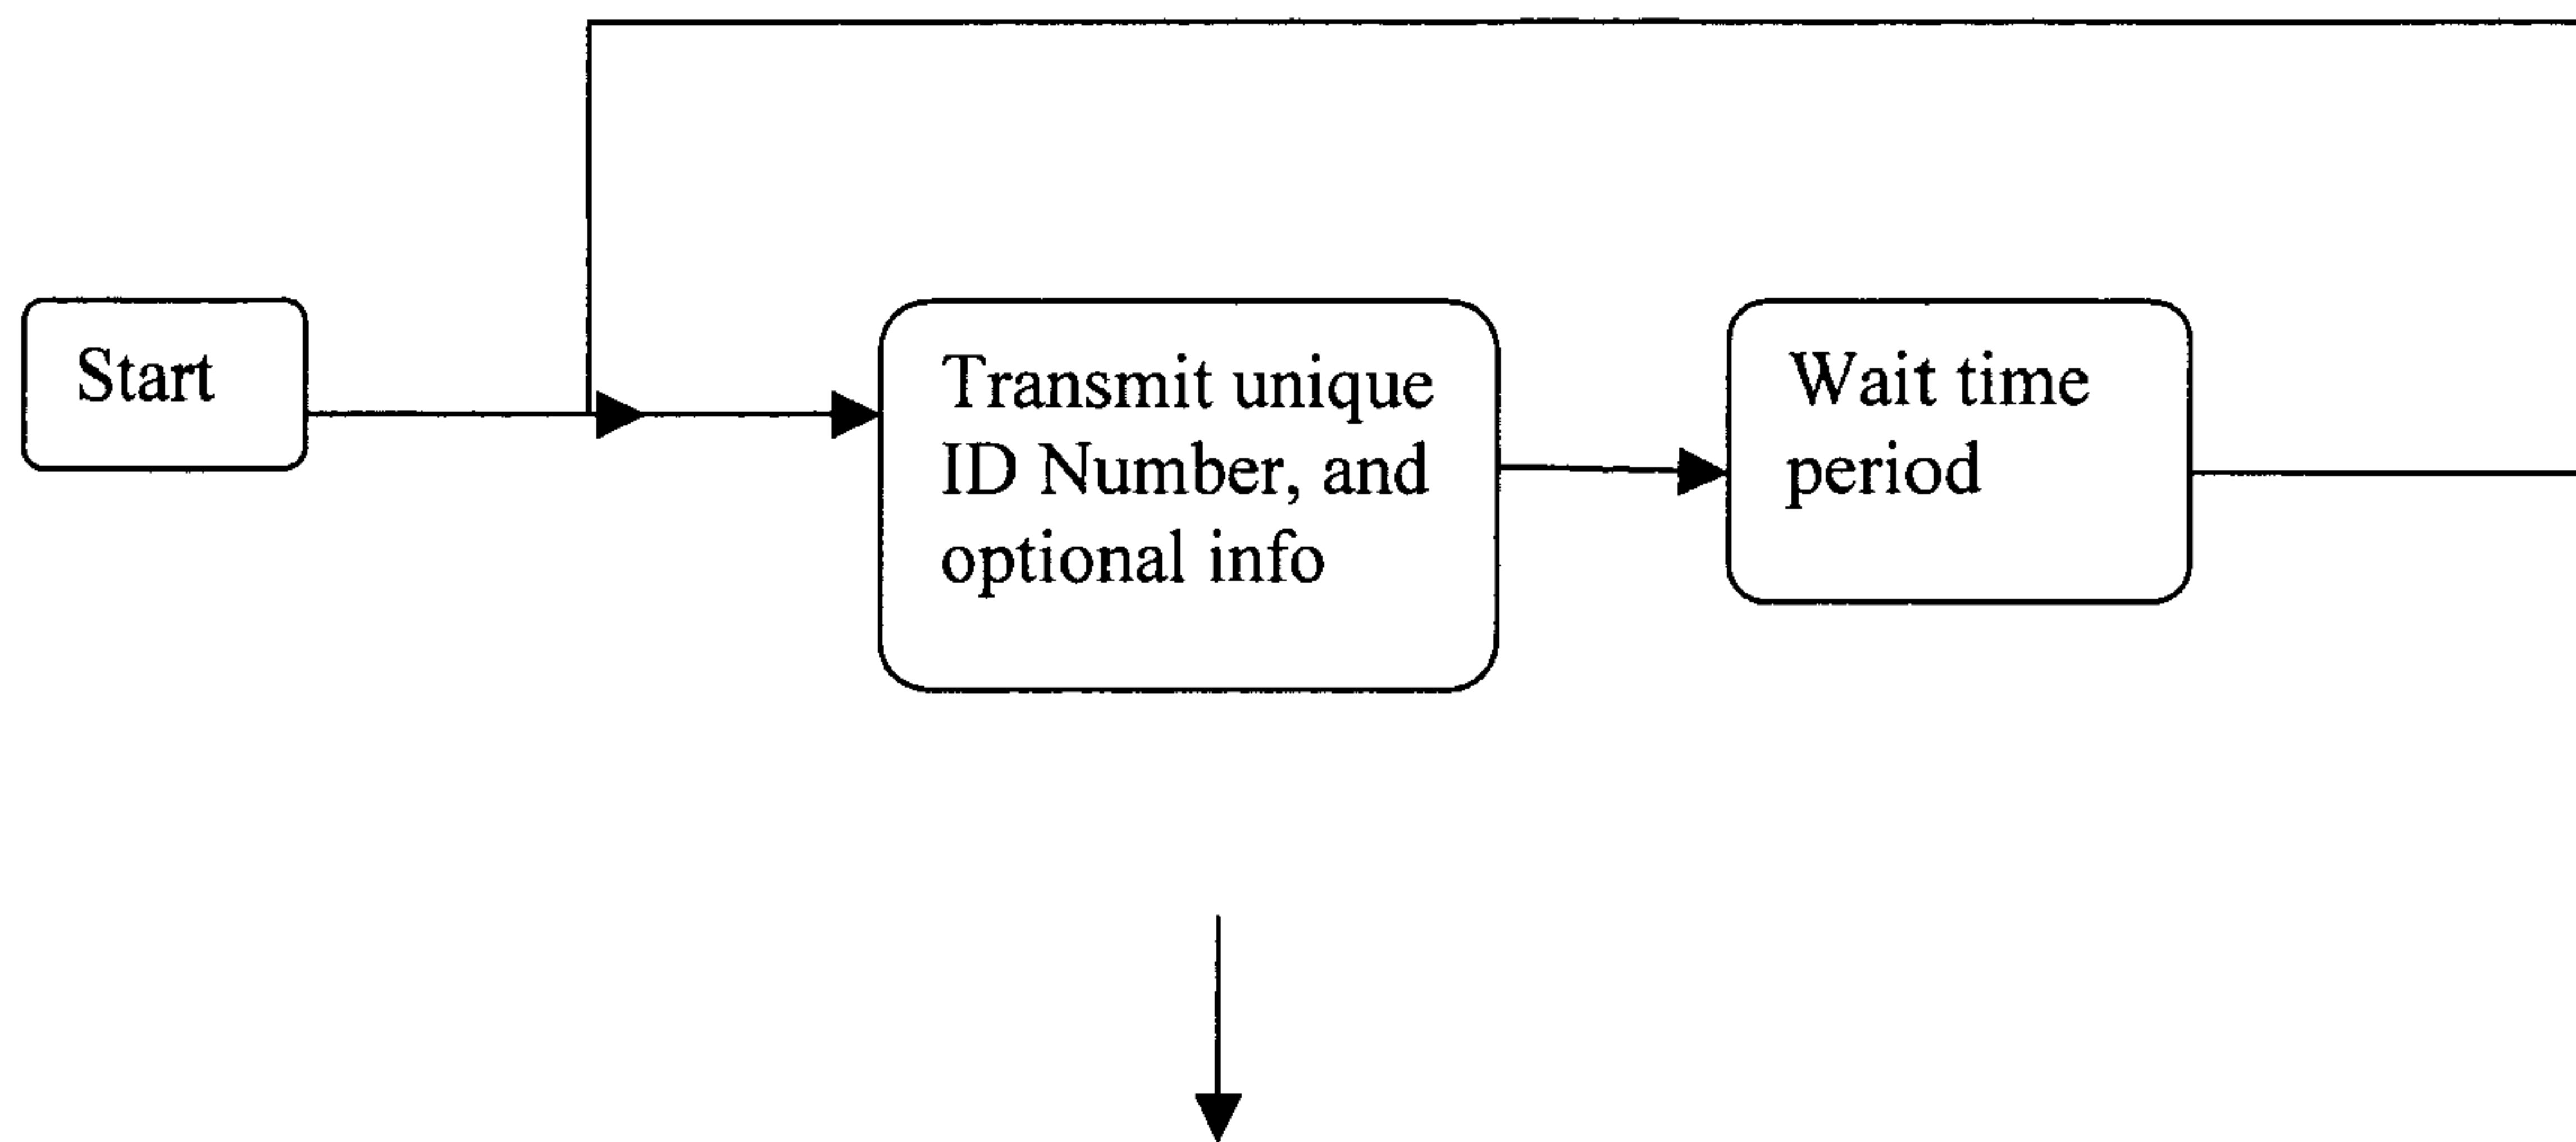 Start
Transmit unique
ID Number, and
optional info
Wait time
period